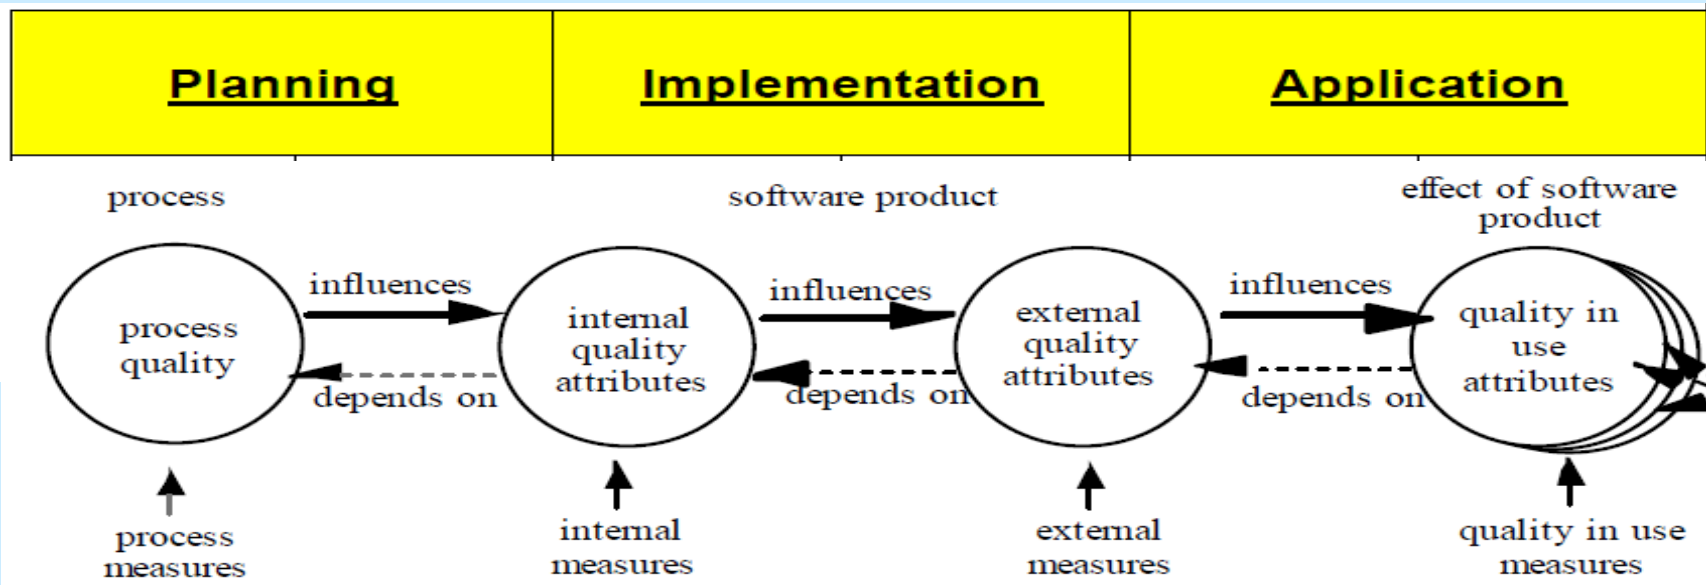 Planning
Implementation
Application
process
software product
effect of software
product
influences
influences
influences
process
quality
internal
quality
attributes
external
quality
attributes
quality in
use
attributes
depends on
depends on
depends on
process
measures
internal
measures
external
measures
quality in use
measures